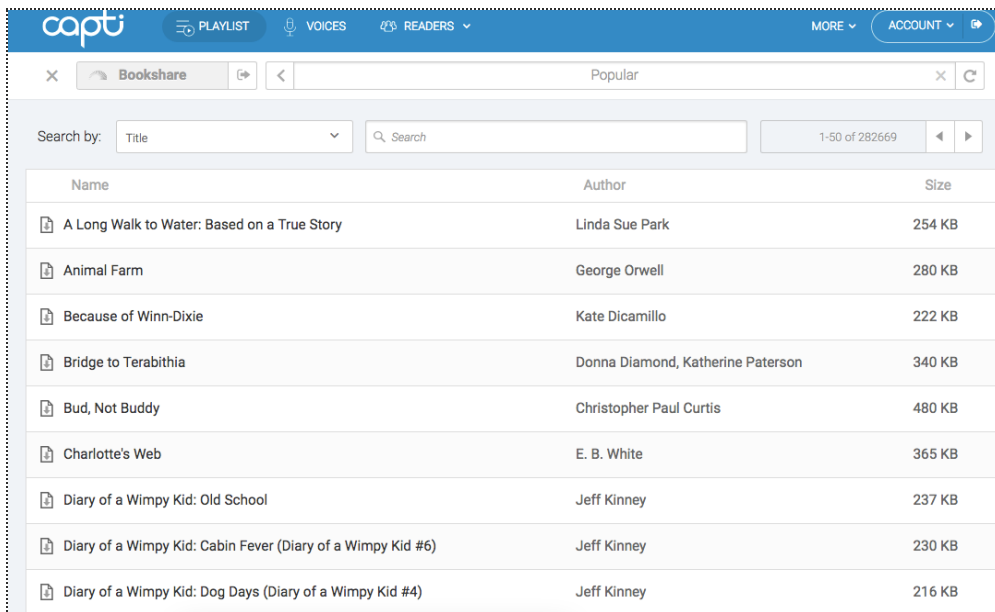 capti PLAYLIST VOICES READERS MORE ACCOUNT
Bookshare Popular
Search by: Title Search 1-50 of 282669
Name Author Size
A Long Walk to Water: Based on a True Story Linda Sue Park 254 KB
Animal Farm George Orwell 280 KB
Because of Winn-Dixie Kate Dicamillo 222 KB
Bridge to Terabithia Donna Diamond, Katherine Paterson 340 KB
Bud, Not Buddy Christopher Paul Curtis 480 KB
Charlotte's Web E. B. White 365 KB
Diary of a Wimpy Kid: Old School Jeff Kinney 237 KB
Diary of a Wimpy Kid: Cabin Fever (Diary of a Wimpy Kid #6) Jeff Kinney 230 KB
Diary of a Wimpy Kid: Dog Days (Diary of a Wimpy Kid #4) Jeff Kinney 216 KB